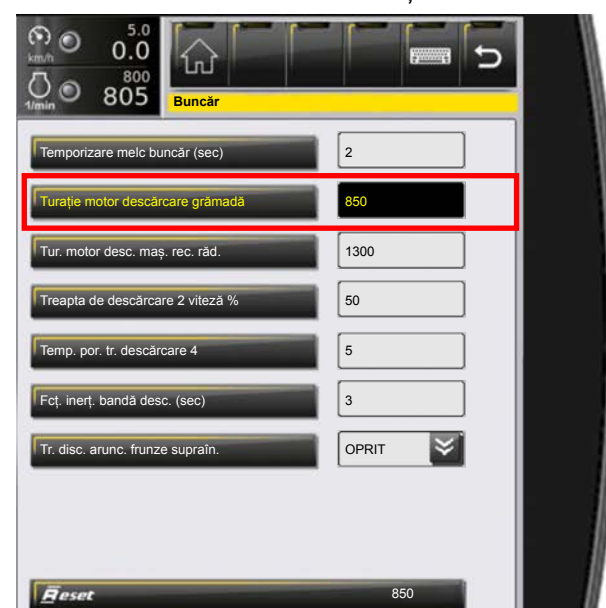 5.0
km/h 0.0
800
1/min 805
Buncăr
Temporizare melc buncăr (sec) 2
Turație motor descărcare grămadă 850
Tur. motor desc. maș. rec. răd. 1300
Treapta de descărcare 2 viteză % 50
Temp. por. tr. descărcare 4 5
Fcț. inerț. bandă desc. (sec) 3
Tr. disc. arunc. frunze supraîn. OPRIT
Reset 850